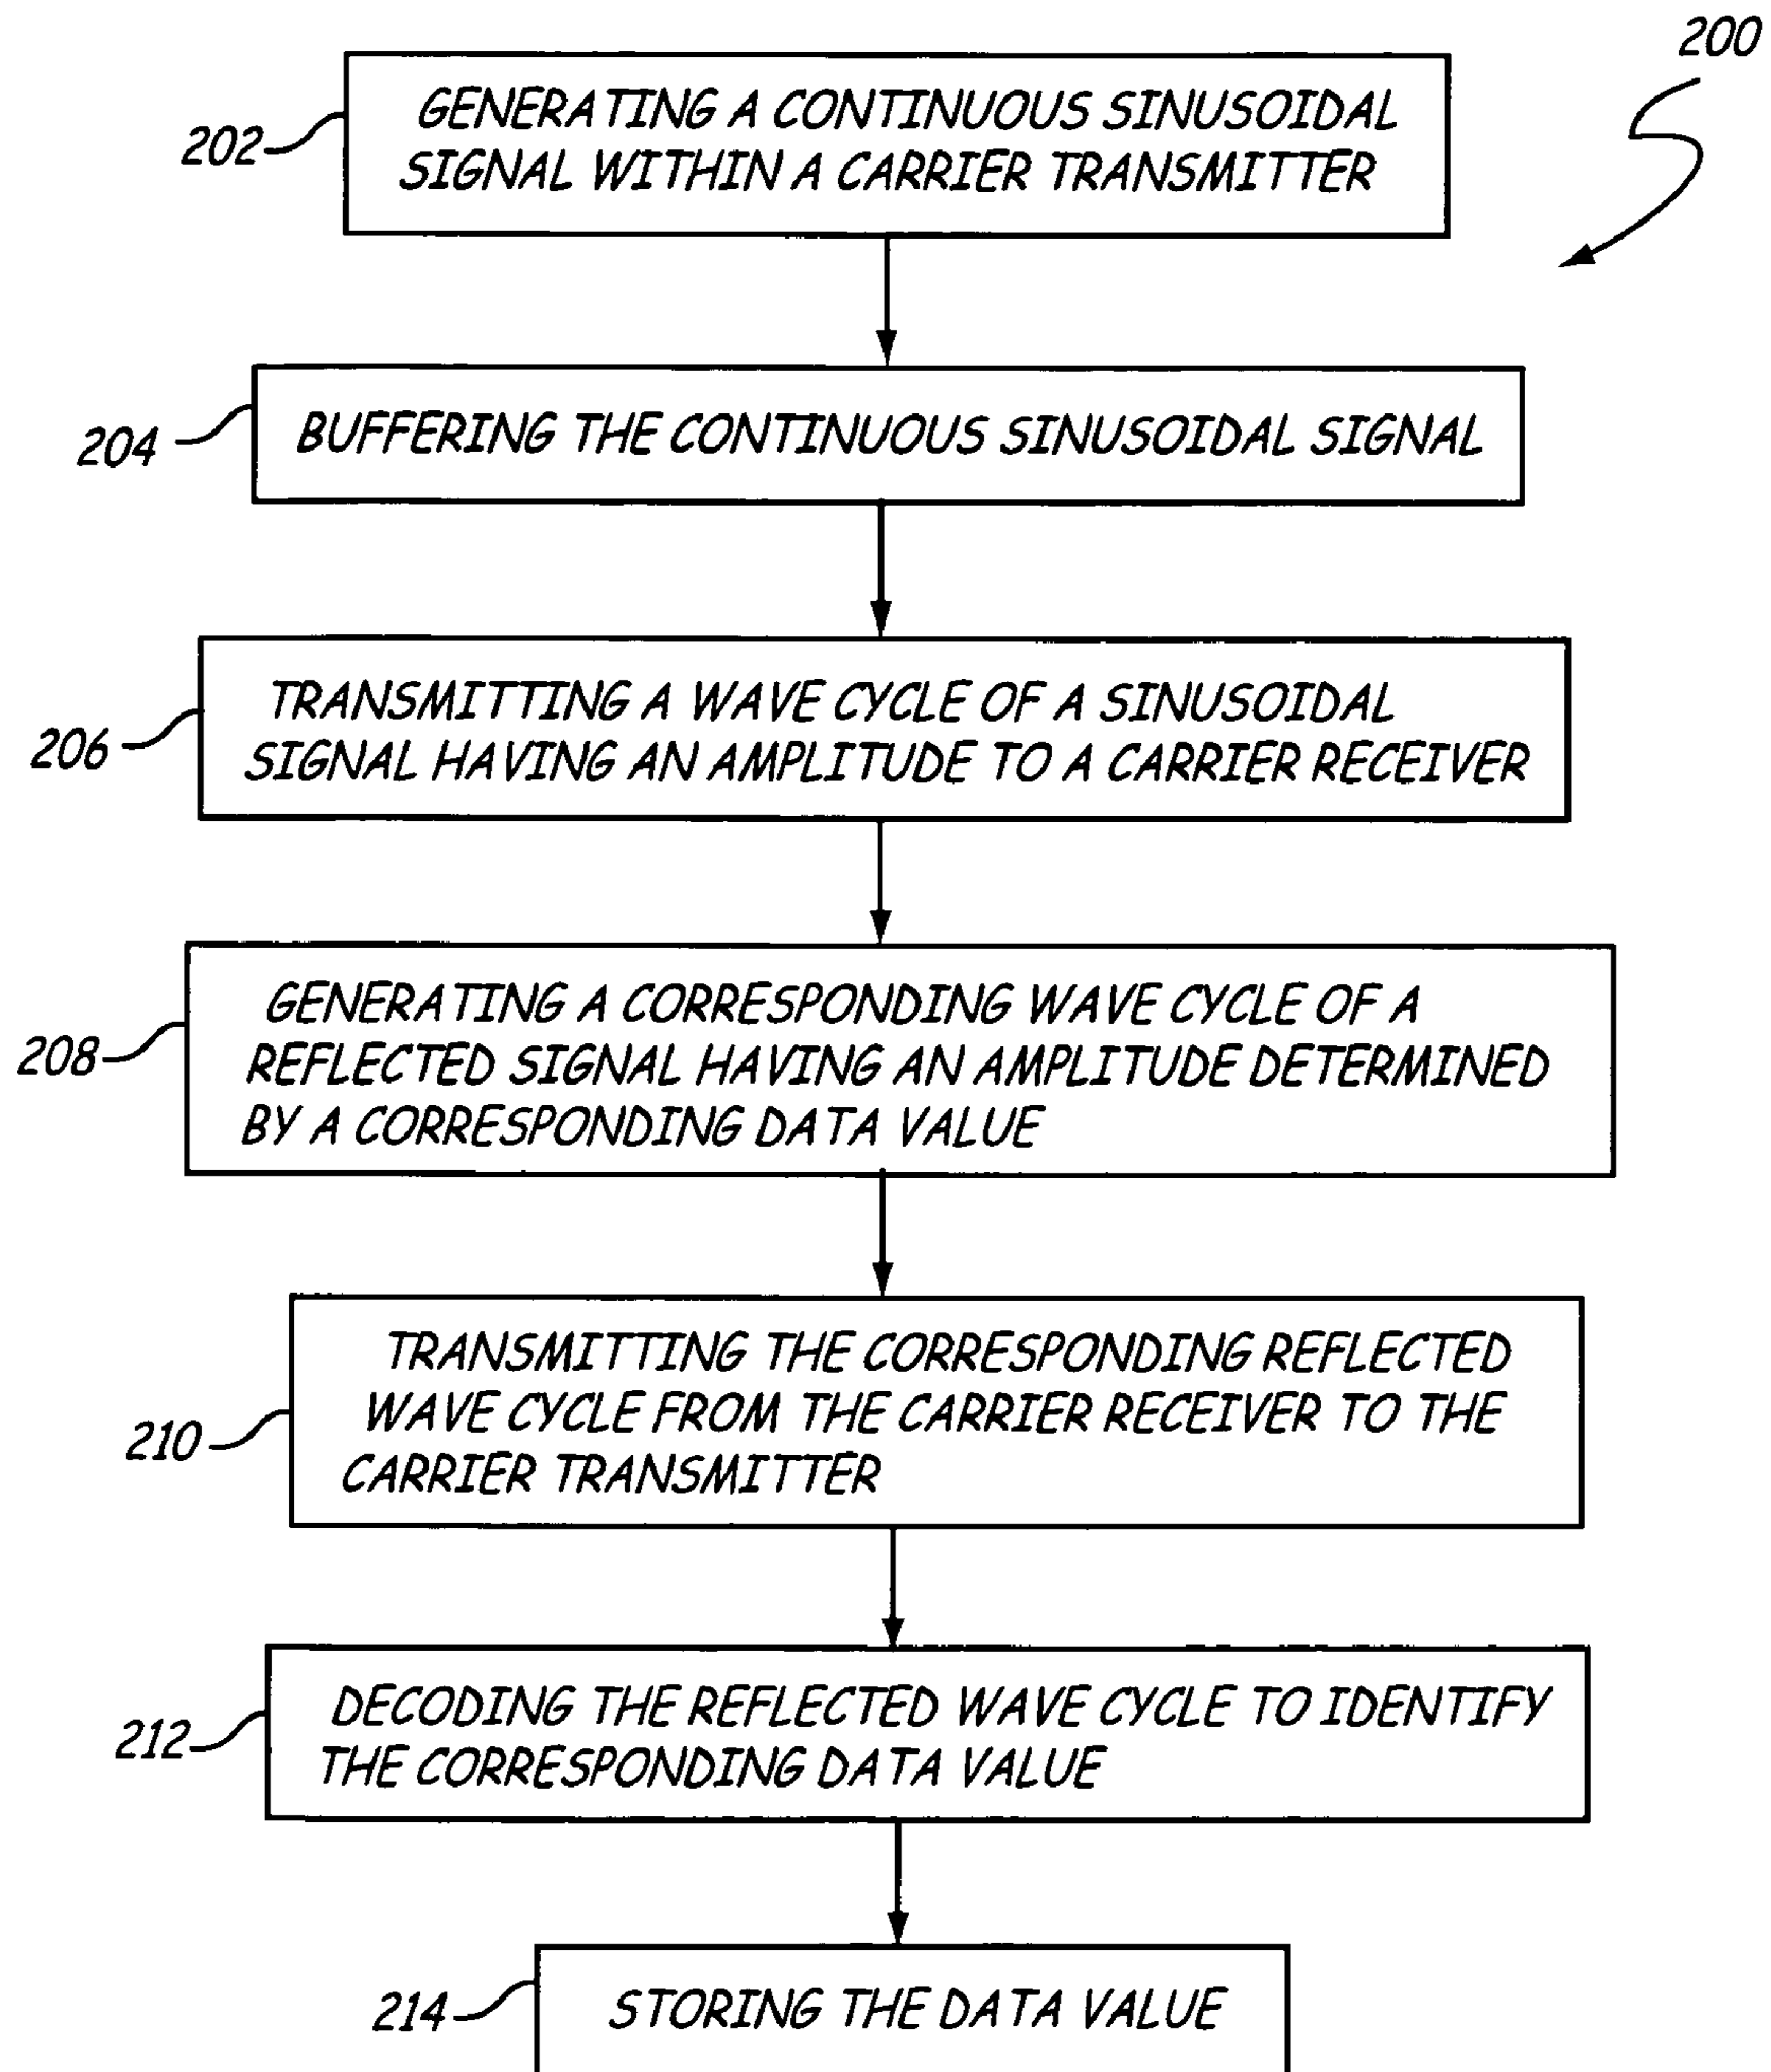 200
202
GENERATING A CONTINUOUS SINUSOIDAL
SIGNAL WITHIN A CARRIER TRANSMITTER
204
BUFFERING THE CONTINUOUS SINUSOIDAL SIGNAL
206
TRANSMITTING A WAVE CYCLE OF A SINUSOIDAL
SIGNAL HAVING AN AMPLITUDE TO A CARRIER RECEIVER
208
GENERATING A CORRESPONDING WAVE CYCLE OF A
REFLECTED SIGNAL HAVING AN AMPLITUDE DETERMINED
BY A CORRESPONDING DATA VALUE
210
TRANSMITTING THE CORRESPONDING REFLECTED
WAVE CYCLE FROM THE CARRIER RECEIVER TO THE
CARRIER TRANSMITTER
212
DECODING THE REFLECTED WAVE CYCLE TO IDENTIFY
THE CORRESPONDING DATA VALUE
214
STORING THE DATA VALUE